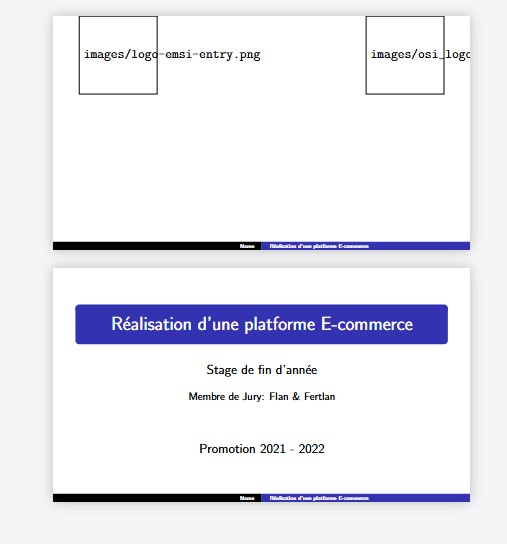 images/logo-emsi-entry.png images/osi_logo
Name Réalisation d'une platforme E-commerce
Réalisation d'une platforme E-commerce
Stage de fin d'année
Membre de Jury: Flan & Fertlan
Promotion 2021 - 2022
Name Réalisation d'une platforme E-commerce